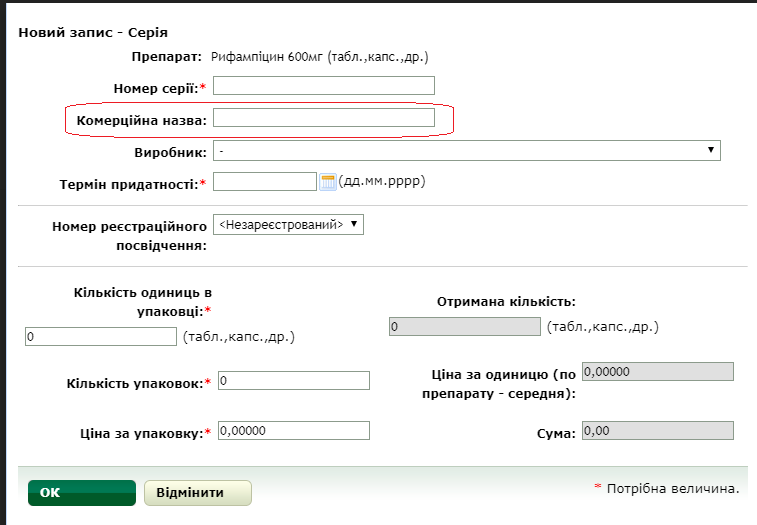 Новий запис - Серія
Препарат: Рифампіцин 600мг (табл.,капс.,др.)
Номер серії:*
Комерційна назва:
Виробник: -
Термін придатності:* (дд.мм.рррр)
Номер реєстраційного
посвідчення:
<Незареєстрований>
Кількість одиниць в
упаковці:*
0 (табл.,капс.,др.)
Отримана кількість:
0 (табл.,капс.,др.)
Кількість упаковок:* 0
Ціна за одиницю (по
препарату - середня):
0,00000
Ціна за упаковку:* 0,00000
Сума: 0,00
ОК
Відмінити
* Потрібна величина.